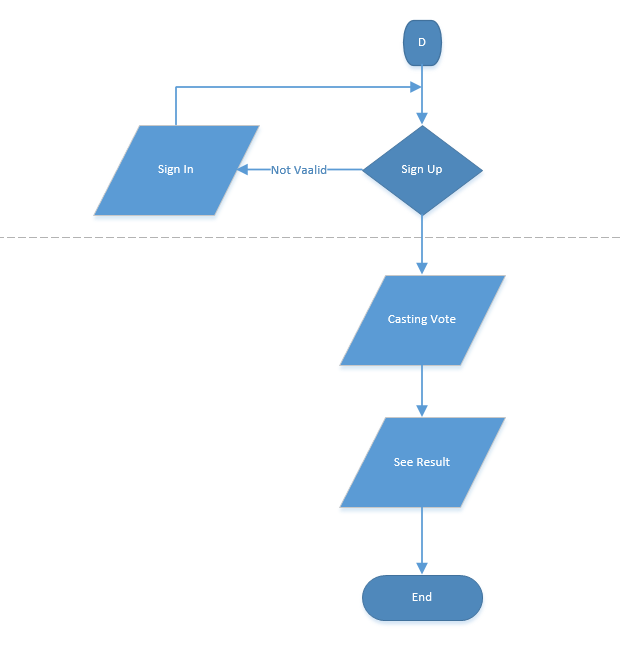 D
Sign In
Not Vaalid
Sign Up
Casting Vote
See Result
End